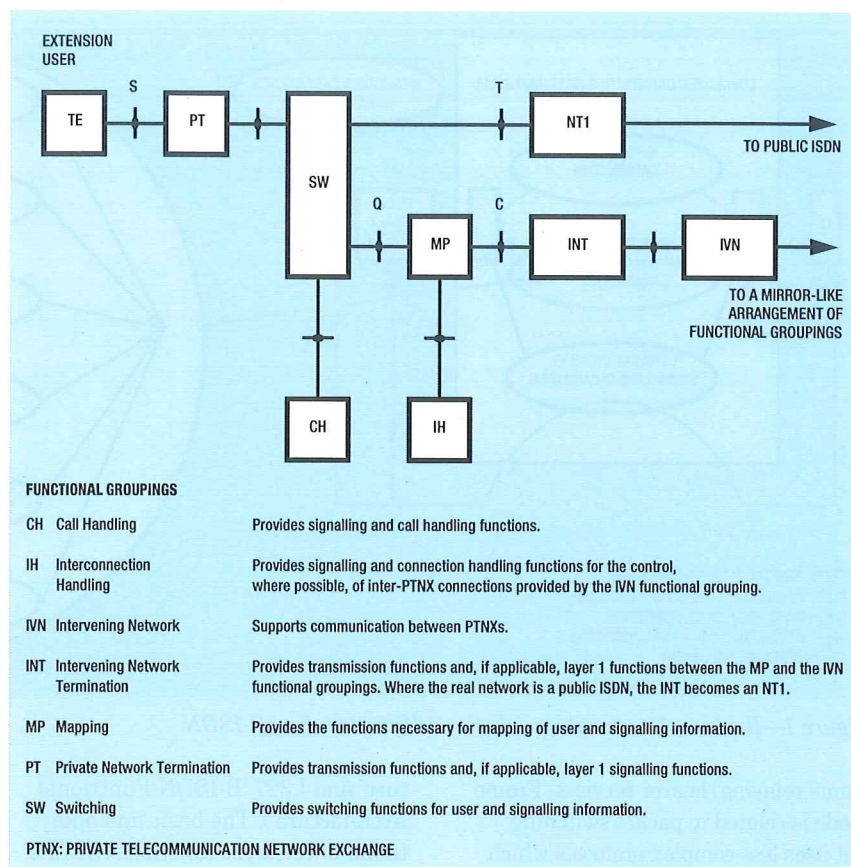 EXTENSION
USER
S
T
TE
PT
NT1
TO PUBLIC ISDN
SW
Q
C
MP
INT
IVN
TO A MIRROR-LIKE
ARRANGEMENT OF
FUNCTIONAL GROUPINGS
CH
IH
FUNCTIONAL GROUPINGS
CH Call Handling Provides signalling and call handling functions.
IH Interconnection Provides signalling and connection handling functions for the control,
Handling where possible, of inter-PTNX connections provided by the IVN functional grouping.
IVN Intervening Network Supports communication between PTNXs.
INT Intervening Network Provides transmission functions and, if applicable, layer 1 functions between the MP and the IVN
Termination functional groupings. Where the real network is a public ISDN, the INT becomes an NT1.
MP Mapping Provides the functions necessary for mapping of user and signalling information.
PT Private Network Termination Provides transmission functions and, if applicable, layer 1 signalling functions.
SW Switching Provides switching functions for user and signalling information.
PTNX: PRIVATE TELECOMMUNICATION NETWORK EXCHANGE